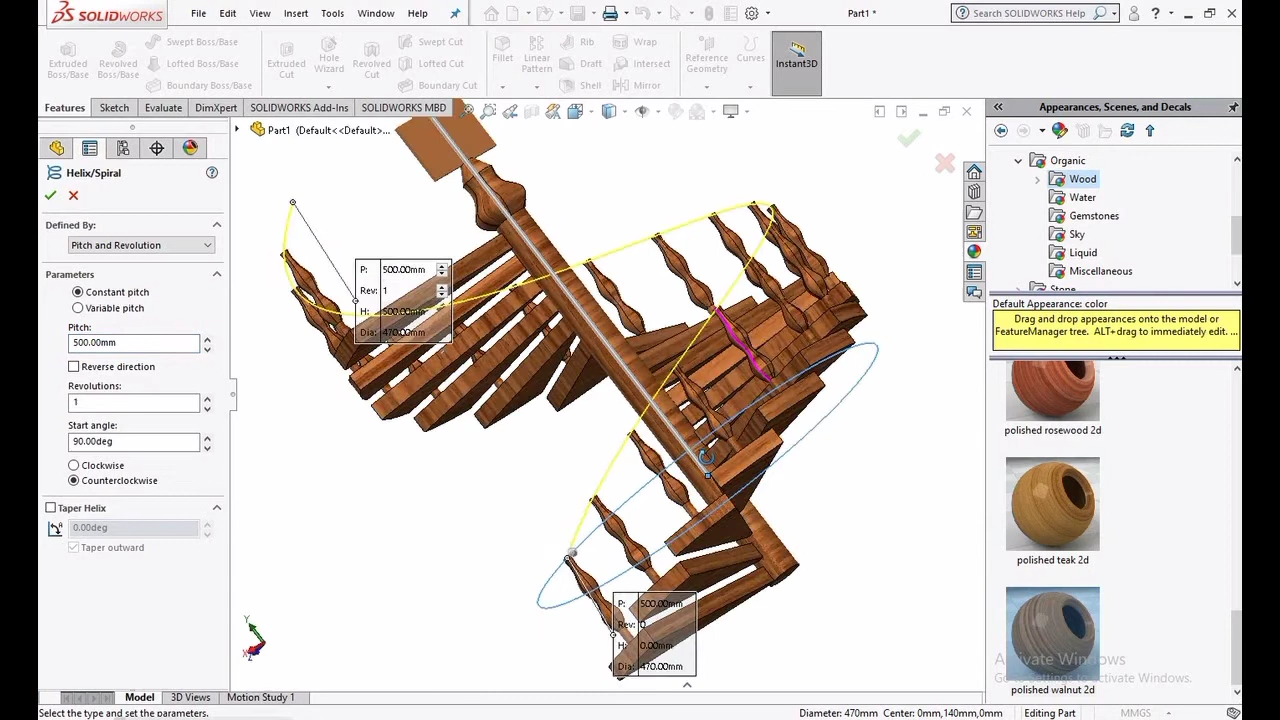 SOLIDWORKS
File Edit View Insert Tools Window Help
Part1 *
Search SOLIDWORKS Help
Extruded Boss/Base
Revolved Boss/Base
Swept Boss/Base
Lofted Boss/Base
Boundary Boss/Base
Extruded Cut
Hole Wizard
Revolved Cut
Swept Cut
Lofted Cut
Boundary Cut
Fillet
Linear Pattern
Rib
Draft
Shell
Wrap
Intersect
Mirror
Reference Geometry
Curves
Instant3D
Features Sketch Evaluate DimXpert SOLIDWORKS Add-Ins SOLIDWORKS MBD
Part1 (Default<<Default>...
Helix/Spiral
Defined By:
Pitch and Revolution
Parameters
Constant pitch
Variable pitch
Pitch:
500.00mm
Reverse direction
Revolutions:
1
Start angle:
90.00deg
Clockwise
Counterclockwise
Taper Helix
0.00deg
Taper outward
P: 500.00mm
Rev: 1
H: 500.00mm
Dia: 470.00mm
P: 500.00mm
Rev: 0
H: 0.00mm
Dia: 470.00mm
Y
X
Z
Appearances, Scenes, and Decals
Organic
Wood
Water
Gemstones
Sky
Liquid
Miscellaneous
Stone
Default Appearance: color
Drag and drop appearances onto the model or
FeatureManager tree. ALT+drag to immediately edit. ...
polished rosewood 2d
polished teak 2d
polished walnut 2d
Activate Windows
Go to Settings to activate Windows.
Model 3D Views Motion Study 1
Select the type and set the parameters.
Diameter: 470mm Center: 0mm,140mm,0mm
Editing Part
MMGS